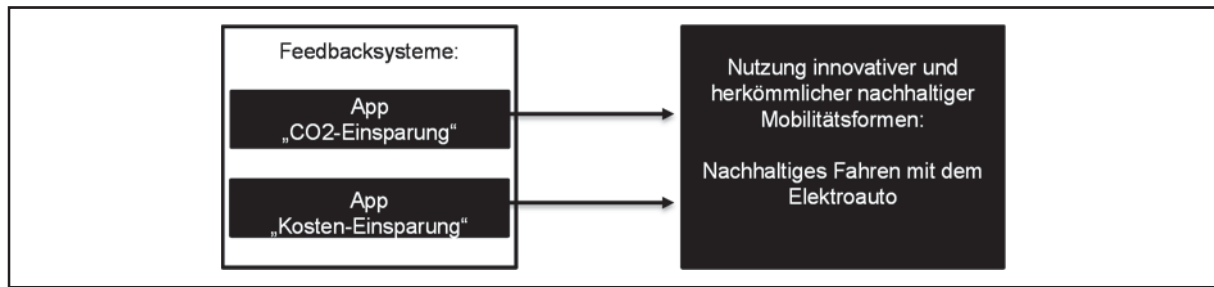 Feedbacksysteme:
App
„CO2-Einsparung“
App
„Kosten-Einsparung“
Nutzung innovativer und
herkömmlicher nachhaltiger
Mobilitätsformen:
Nachhaltiges Fahren mit dem
Elektroauto